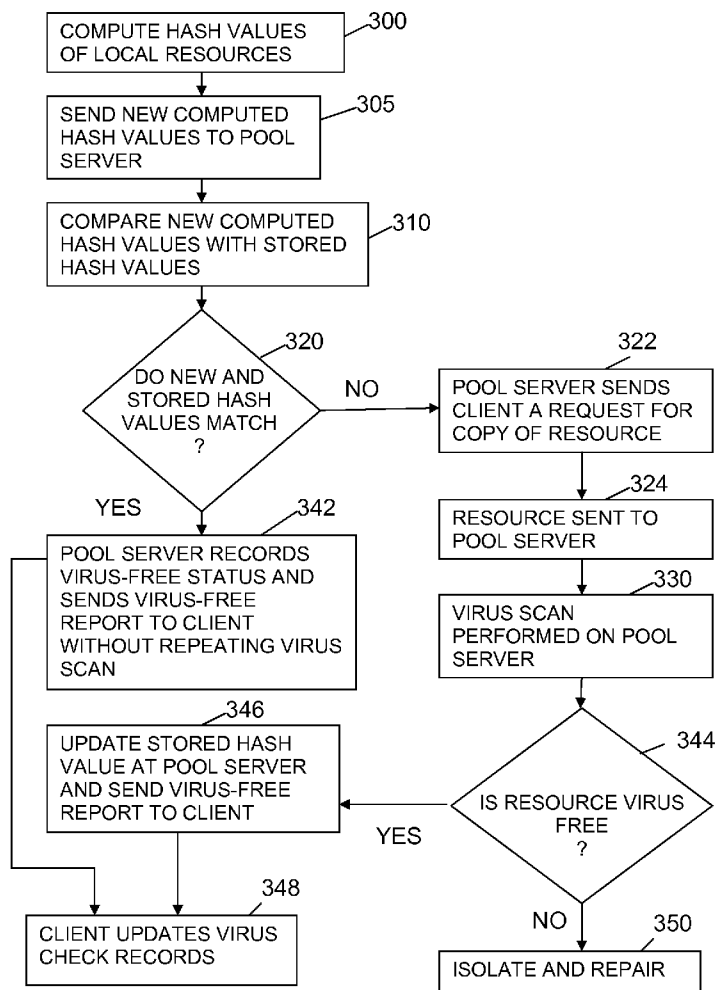 300
COMPUTE HASH VALUES
OF LOCAL RESOURCES
305
SEND NEW COMPUTED
HASH VALUES TO POOL
SERVER
310
COMPARE NEW COMPUTED
HASH VALUES WITH STORED
HASH VALUES
320
DO NEW AND
STORED HASH
VALUES MATCH
?
NO
YES
322
POOL SERVER SENDS
CLIENT A REQUEST FOR
COPY OF RESOURCE
324
RESOURCE SENT TO
POOL SERVER
330
VIRUS SCAN
PERFORMED ON POOL
SERVER
342
POOL SERVER RECORDS
VIRUS-FREE STATUS AND
SENDS VIRUS-FREE
REPORT TO CLIENT
WITHOUT REPEATING VIRUS
SCAN
344
IS RESOURCE VIRUS
FREE
?
YES
NO
346
UPDATE STORED HASH
VALUE AT POOL SERVER
AND SEND VIRUS-FREE
REPORT TO CLIENT
348
CLIENT UPDATES VIRUS
CHECK RECORDS
350
ISOLATE AND REPAIR